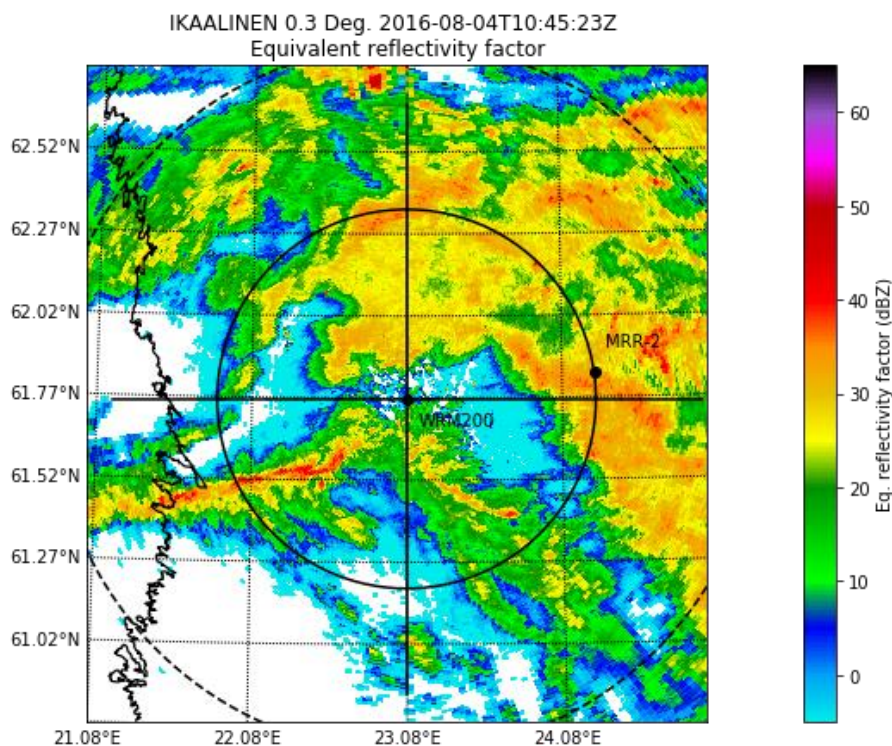 IKAALINEN 0.3 Deg. 2016-08-04T10:45:23Z
Equivalent reflectivity factor
62.52°N
62.27°N
62.02°N
61.77°N
61.52°N
61.27°N
61.02°N
21.08°E
22.08°E
23.08°E
24.08°E
MRR-2
WRM200
60
50
40
30
20
10
0
Eq. reflectivity factor (dBZ)